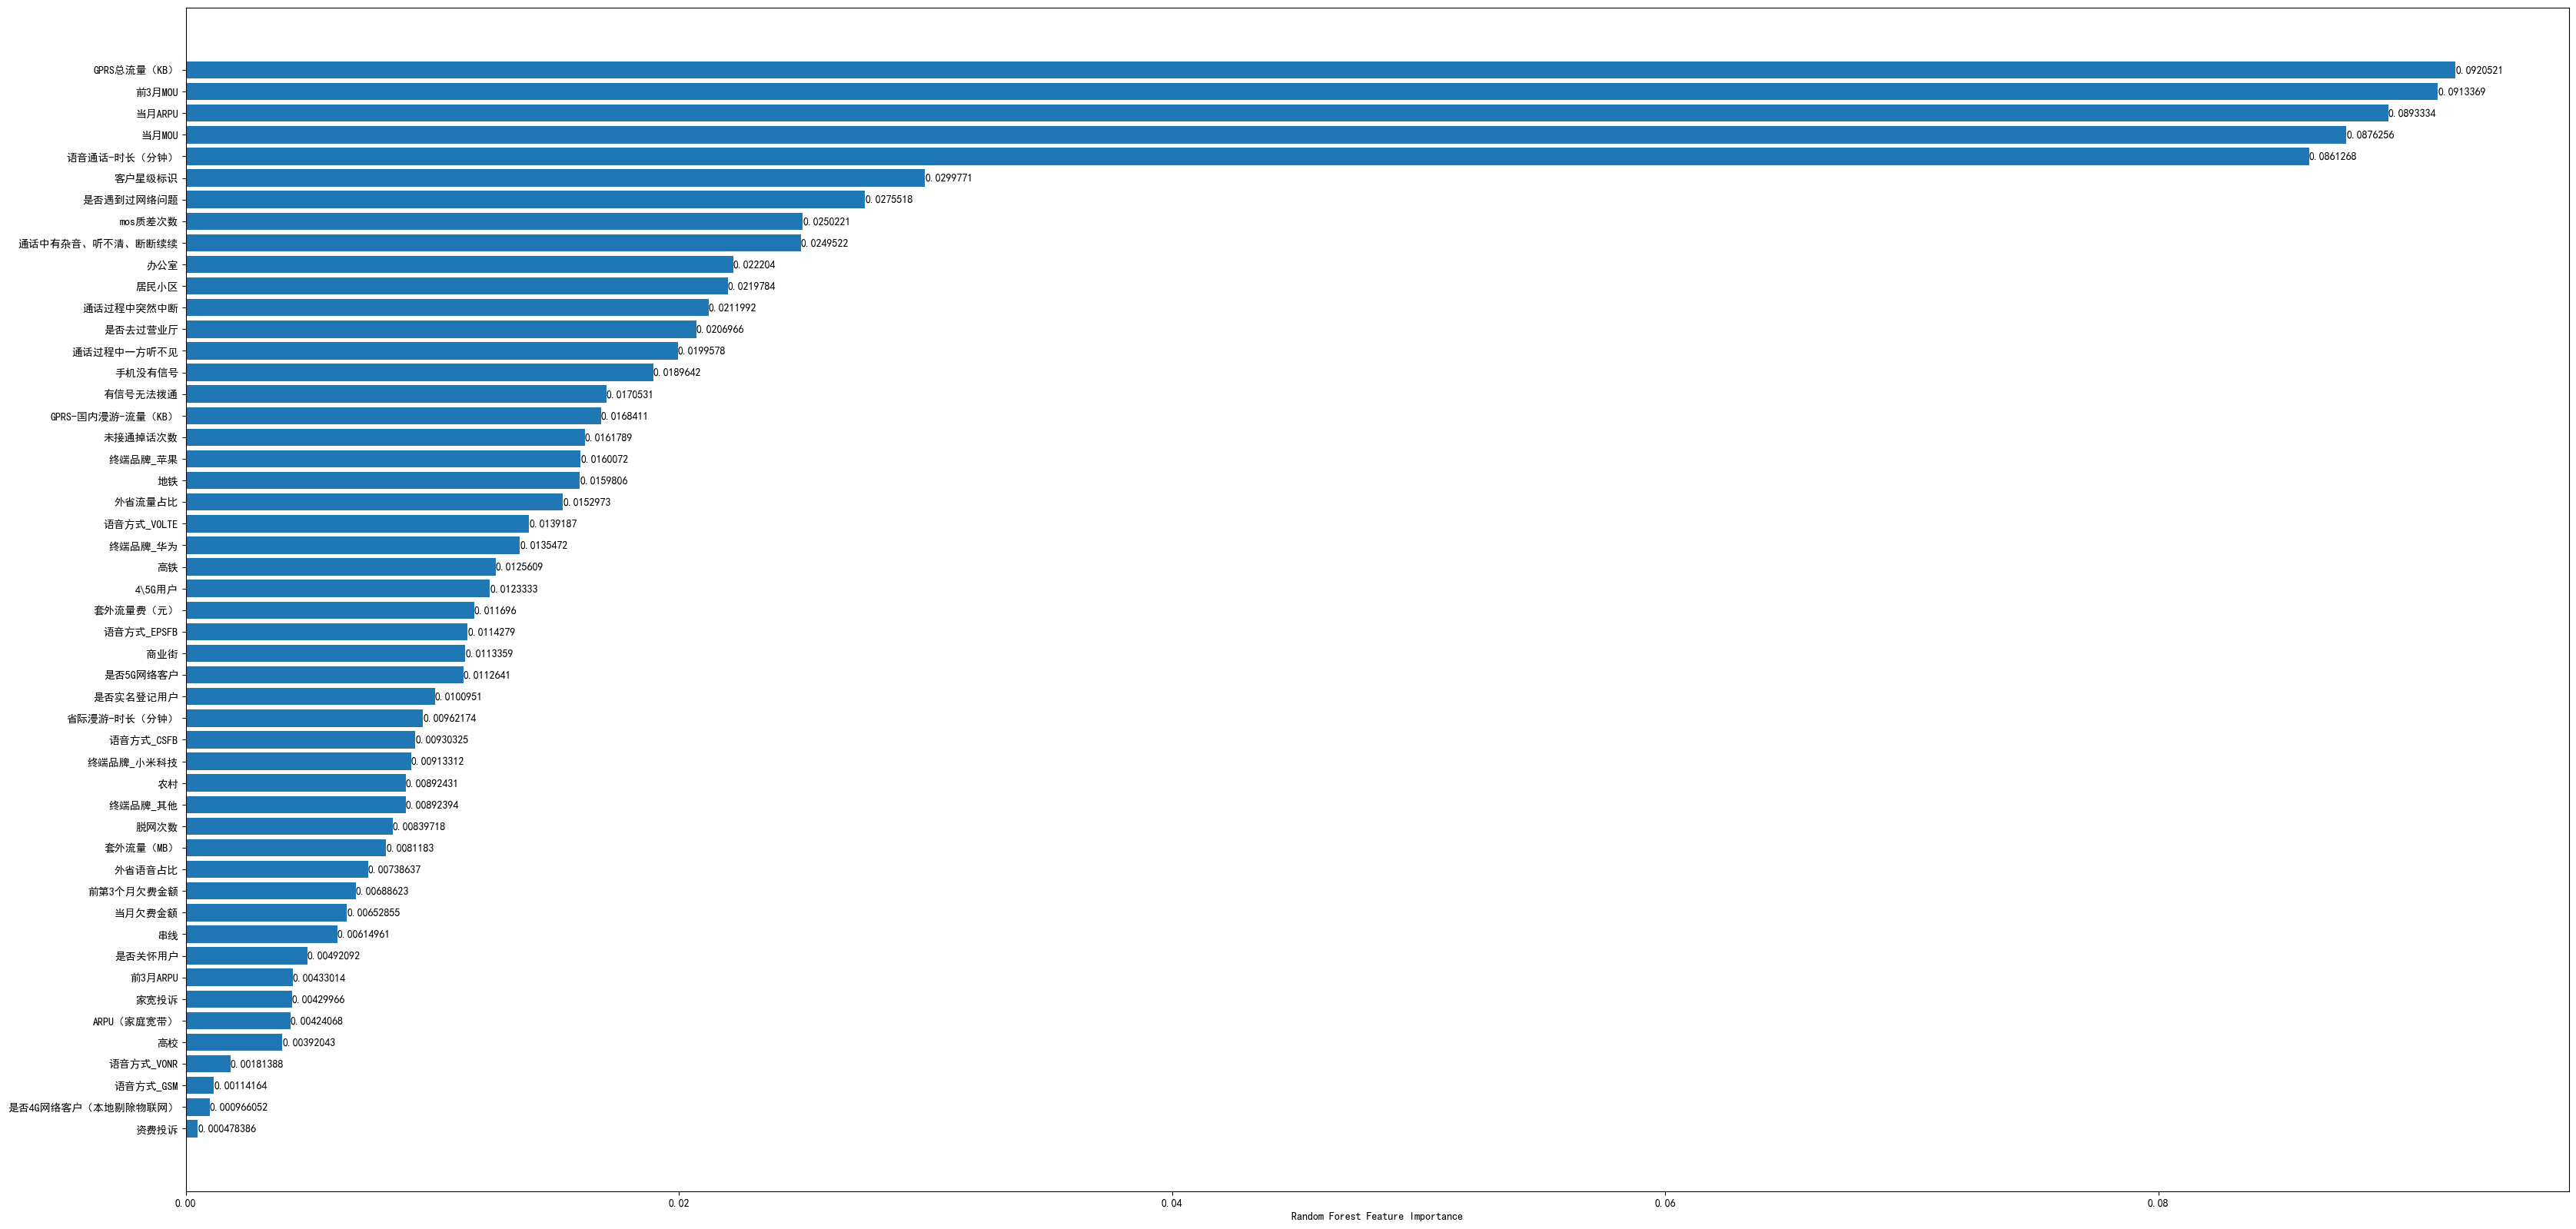 GPRS总流量（KB） 0.0920521
前3月MOU 0.0913369
当月ARPU 0.0893334
当月MOU 0.0876256
语音通话-时长（分钟） 0.0861268
客户星级标识 0.0299771
是否遇到过网络问题 0.0275518
mos质差次数 0.0250221
通话中有杂音、听不清、断断续续 0.0249522
办公室 0.022204
居民小区 0.0219784
通话过程中突然中断 0.0211992
是否去过营业厅 0.0206966
通话过程中一方听不见 0.0199578
手机没有信号 0.0189642
有信号无法拨通 0.0170531
GPRS-国内漫游-流量（KB） 0.0168411
未接通掉话次数 0.0161789
终端品牌_苹果 0.0160072
地铁 0.0159806
外省流量占比 0.0152973
语音方式_VOLTE 0.0139187
终端品牌_华为 0.0135472
高铁 0.0125609
4\5G用户 0.0123333
套外流量费（元） 0.011696
语音方式_EPSFB 0.0114279
商业街 0.0113359
是否5G网络客户 0.0112641
是否实名登记用户 0.0100951
省际漫游-时长（分钟） 0.00962174
语音方式_CSFB 0.00930325
终端品牌_小米科技 0.00913312
农村 0.00892431
终端品牌_其他 0.00892394
脱网次数 0.00839718
套外流量（MB） 0.0081183
外省语音占比 0.00738637
前第3个月欠费金额 0.00688623
当月欠费金额 0.00652855
串线 0.00614961
是否关怀用户 0.00492092
前3月ARPU 0.00433014
家宽投诉 0.00429966
ARPU（家庭宽带） 0.00424068
高校 0.00392043
语音方式_VONR 0.00181388
语音方式_GSM 0.00114164
是否4G网络客户（本地剔除物联网） 0.000966052
资费投诉 0.000478386
0.00 0.02 0.04 0.06 0.08
Random Forest Feature Importance